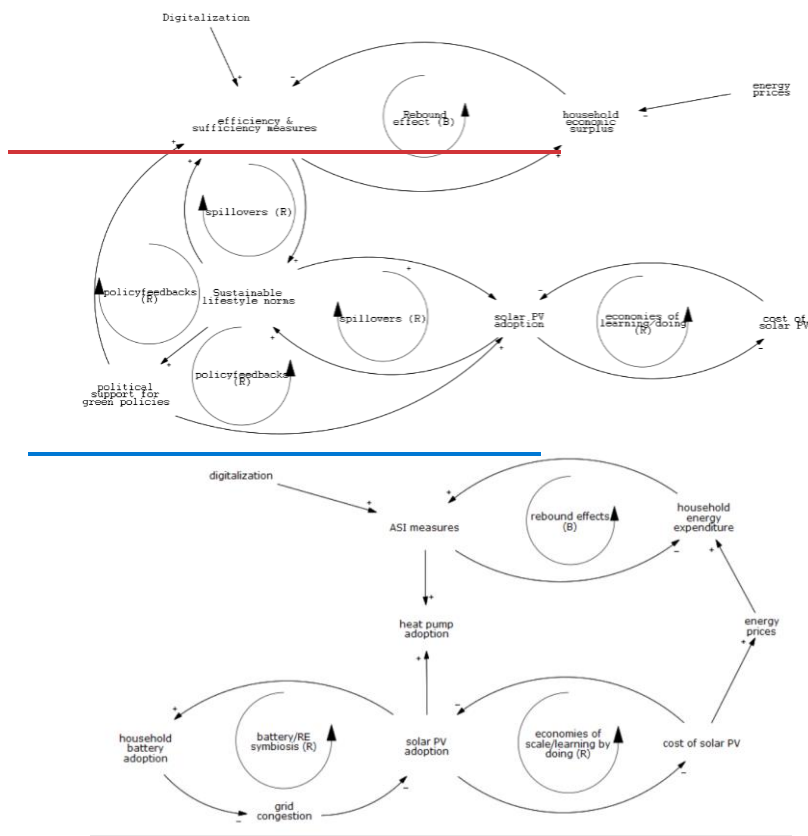 Digitalization
energy
prices
efficiency &
sufficiency measures
Rebound
effect (B)
household
economic
surplus
spillovers (R)
policyfeedbacks
(R)
Sustainable
lifestyle norms
spillovers (R)
solar PV
adoption
economies of
learning/doing
(R)
cost of
solar PV
policyfeedbacks
(R)
political
support for
green policies
digitalization
ASI measures
rebound effects
(B)
household
energy
expenditure
heat pump
adoption
energy
prices
household
battery
adoption
battery/RE
symbiosis (R)
solar PV
adoption
economies of
scale/learning by
doing (R)
cost of solar PV
grid
congestion